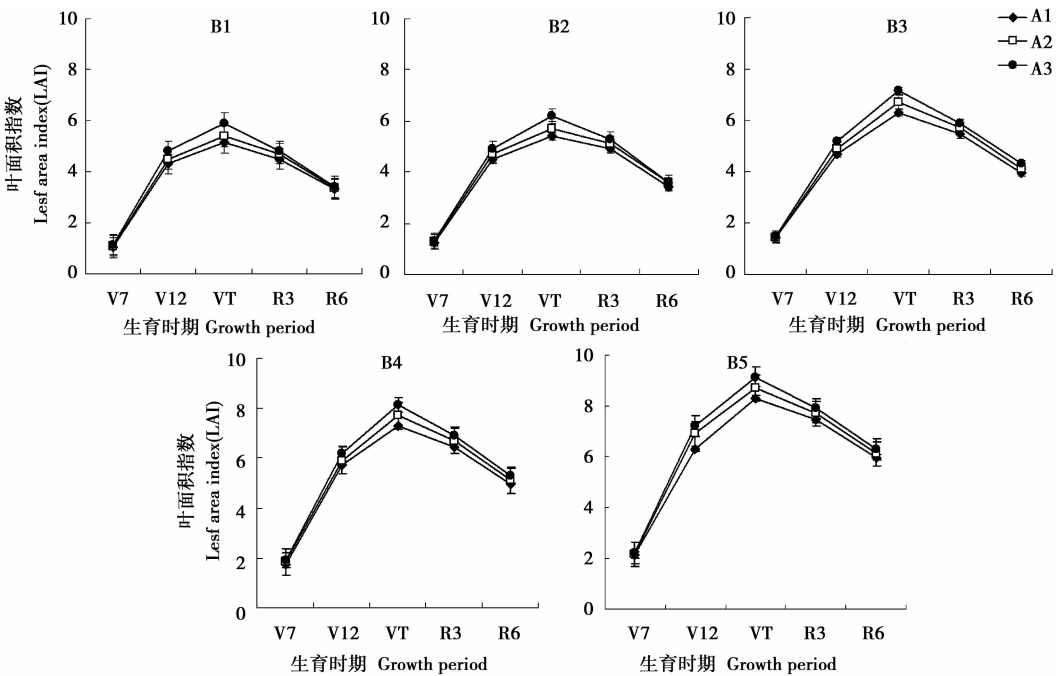 B1
B2
B3
A1
A2
A3
叶面积指数
Lesf area index(LAI)
10
8
6
4
2
0
V7 V12 VT R3 R6
生育时期 Growth period
10
8
6
4
2
0
V7 V12 VT R3 R6
生育时期 Growth period
10
8
6
4
2
0
V7 V12 VT R3 R6
生育时期 Growth period
B4
B5
叶面积指数
Lesf area index(LAI)
10
8
6
4
2
0
V7 V12 VT R3 R6
生育时期 Growth period
10
8
6
4
2
0
V7 V12 VT R3 R6
生育时期 Growth period